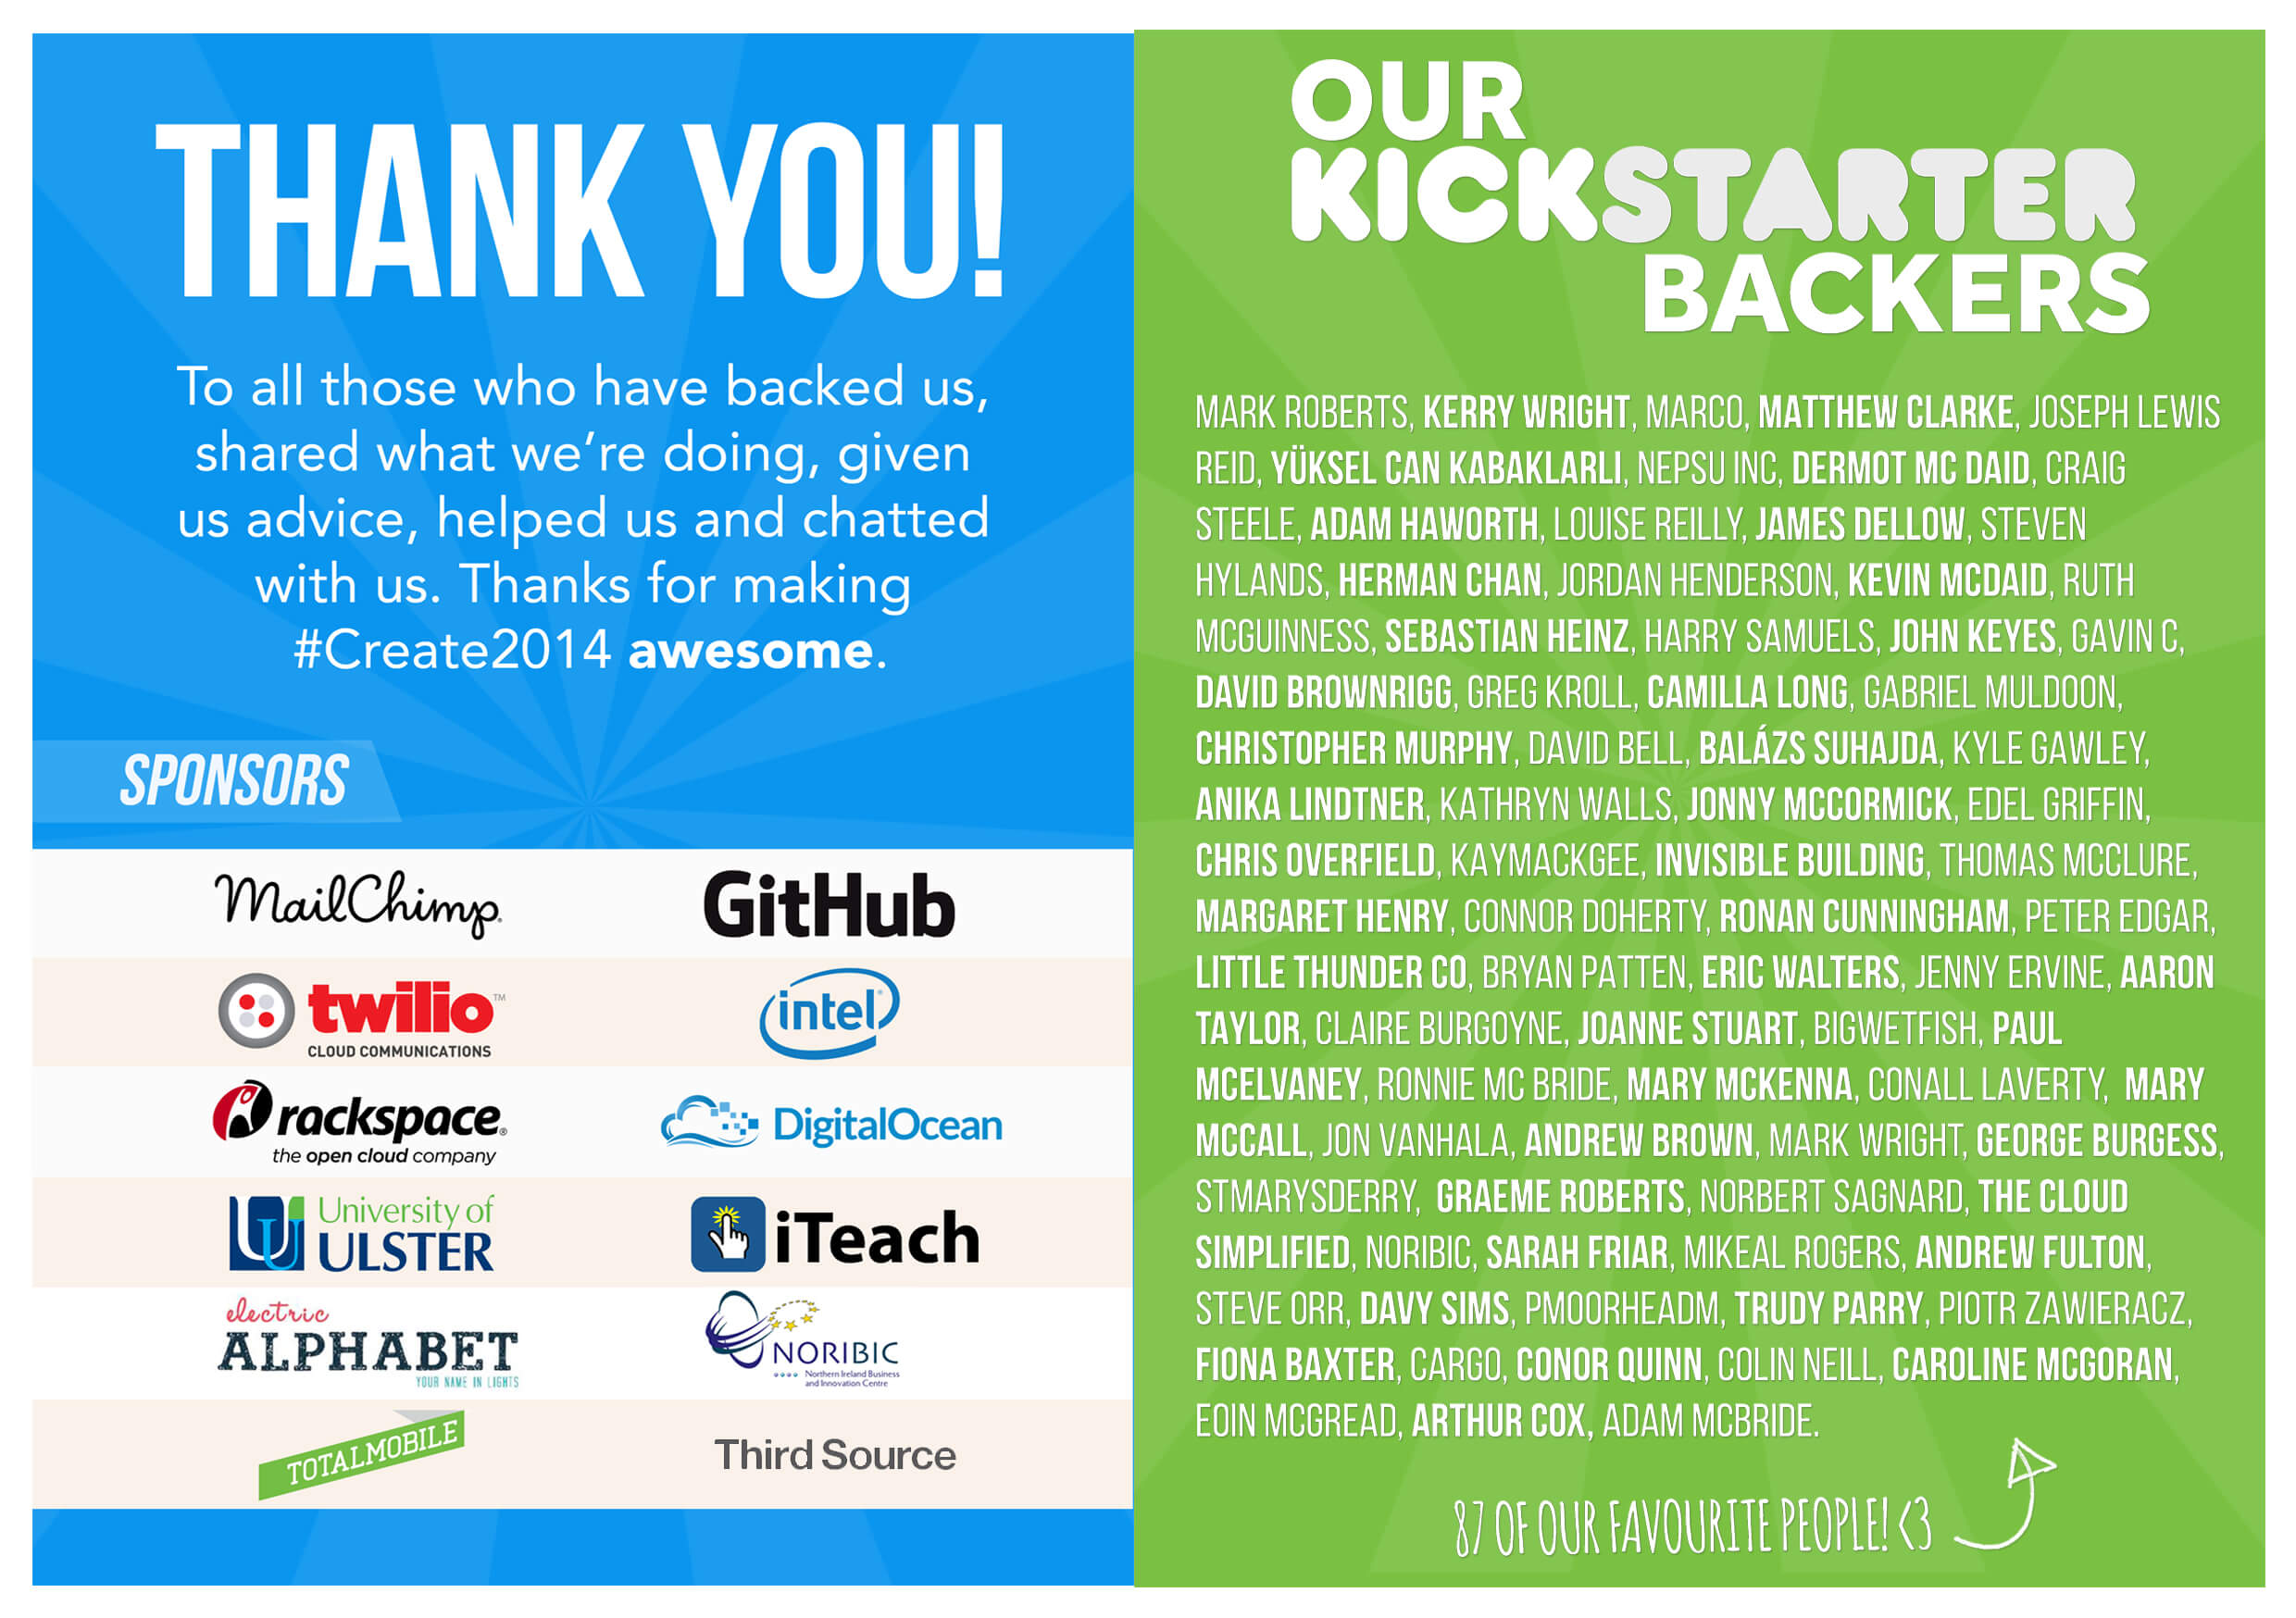 THANK YOU!
To all those who have backed us,
shared what we're doing, given
us advice, helped us and chatted
with us. Thanks for making
#Create2014 awesome.
SPONSORS
MailChimp
GitHub
twilio™
CLOUD COMMUNICATIONS
intel®
rackspace®
the open cloud company
DigitalOcean
University of
ULSTER
iTeach
electric
ALPHABET
YOUR NAME IN LIGHTS
NORIBIC
Northern Ireland Business
and Innovation Centre
TOTALMOBILE
Third Source
OUR
KICKSTARTER
BACKERS
MARK ROBERTS, KERRY WRIGHT, MARCO, MATTHEW CLARKE, JOSEPH LEWIS
REID, YÜKSEL CAN KABAKLARLI, NEPSU INC, DERMOT MC DAID, CRAIG
STEELE, ADAM HAWORTH, LOUISE REILLY, JAMES DELLOW, STEVEN
HYLANDS, HERMAN CHAN, JORDAN HENDERSON, KEVIN MCDAID, RUTH
MCGUINNESS, SEBASTIAN HEINZ, HARRY SAMUELS, JOHN KEYES, GAVIN C,
DAVID BROWNRIGG, GREG KROLL, CAMILLA LONG, GABRIEL MULDOON,
CHRISTOPHER MURPHY, DAVID BELL, BALÁZS SUHAJDA, KYLE GAWLEY,
ANIKA LINDTNER, KATHRYN WALLS, JONNY MCCORMICK, EDEL GRIFFIN,
CHRIS OVERFIELD, KAYMACKGEE, INVISIBLE BUILDING, THOMAS MCCLURE,
MARGARET HENRY, CONNOR DOHERTY, RONAN CUNNINGHAM, PETER EDGAR,
LITTLE THUNDER CO, BRYAN PATTEN, ERIC WALTERS, JENNY ERVINE, AARON
TAYLOR, CLAIRE BURGOYNE, JOANNE STUART, BIGWETFISH, PAUL
MCELVANEY, RONNIE MC BRIDE, MARY MCKENNA, CONALL LAVERTY, MARY
MCCALL, JON VANHALA, ANDREW BROWN, MARK WRIGHT, GEORGE BURGESS,
STMARYSDERRY, GRAEME ROBERTS, NORBERT SAGNARD, THE CLOUD
SIMPLIFIED, NORIBIC, SARAH FRIAR, MIKEAL ROGERS, ANDREW FULTON,
STEVE ORR, DAVY SIMS, PMOORHEADM, TRUDY PARRY, PIOTR ZAWIERACZ,
FIONA BAXTER, CARGO, CONOR QUINN, COLIN NEILL, CAROLINE MCGORAN,
EOIN MCGREAD, ARTHUR COX, ADAM MCBRIDE.
87 OF OUR FAVOURITE PEOPLE! <3